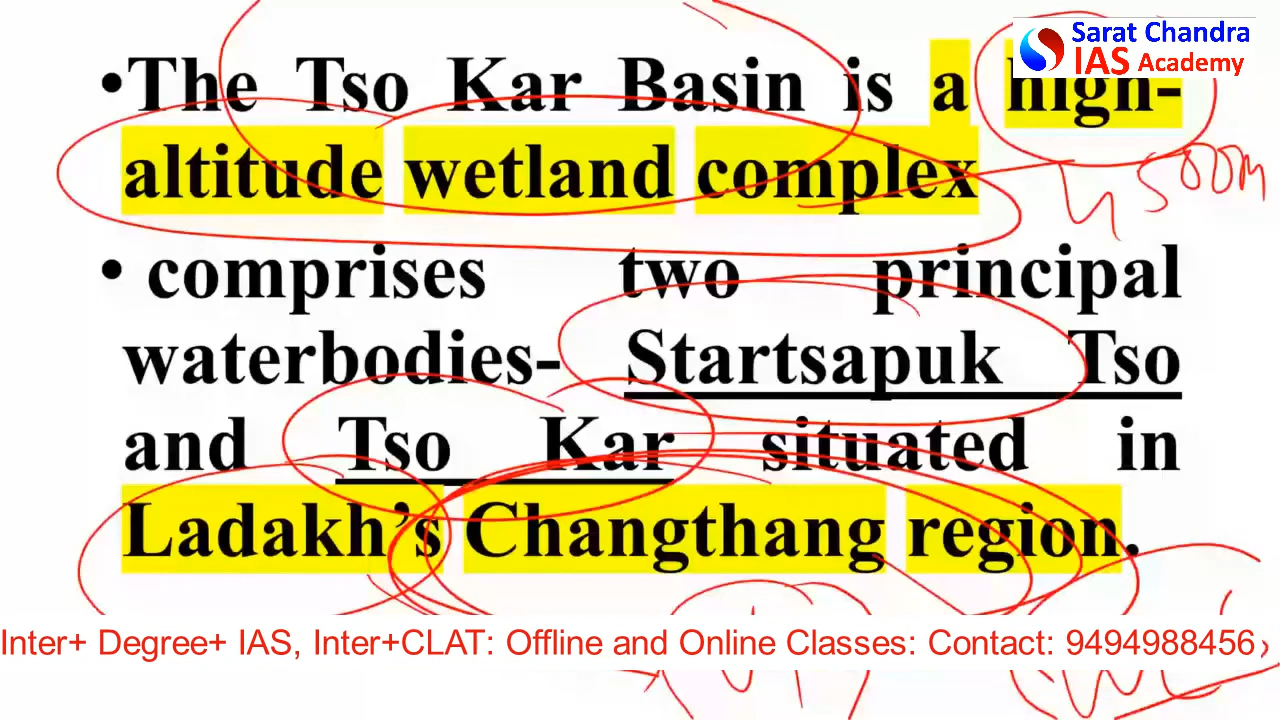 Sarat Chandra
IAS Academy
•The Tso Kar Basin is a high-
altitude wetland complex
4500m
• comprises two principal
waterbodies- Startsapuk Tso
and Tso Kar situated in
Ladakh's Changthang region.
Inter+ Degree+ IAS, Inter+CLAT: Offline and Online Classes: Contact: 9494988456